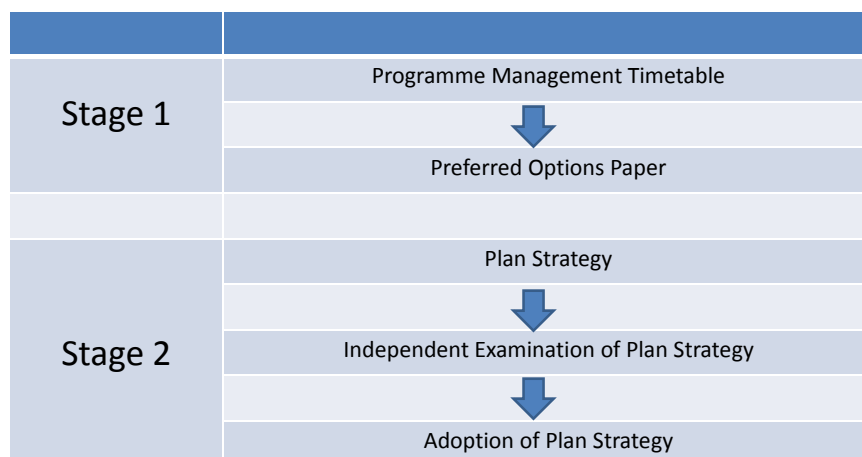 Programme Management Timetable
Stage 1
Preferred Options Paper
Plan Strategy
Independent Examination of Plan Strategy
Stage 2
Adoption of Plan Strategy